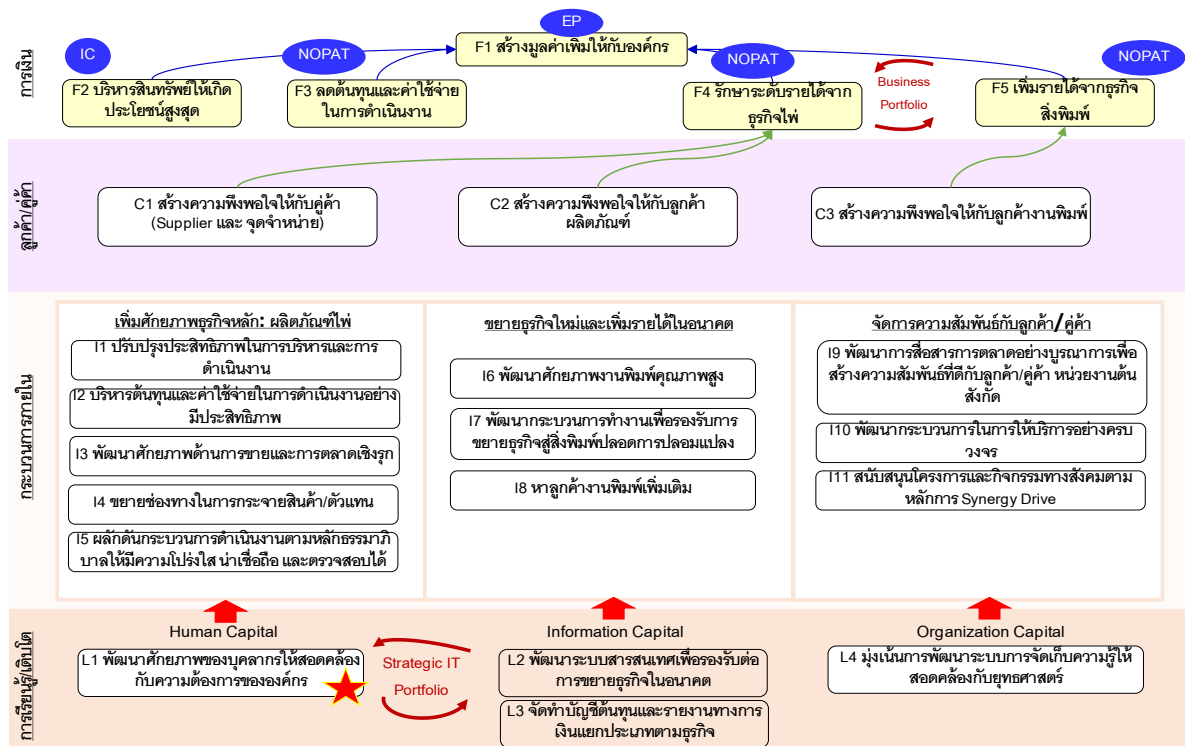 EP
F1 สร้างมูลค่าเพิ่มให้กับองค์กร
IC
NOPAT
NOPAT
NOPAT
การเงิน
F2 บริหารสินทรัพย์ให้เกิด
ประโยชน์สูงสุด
F3 ลดต้นทุนและค่าใช้จ่าย
ในการดำเนินงาน
F4 รักษาระดับรายได้จาก
ธุรกิจไพ่
Business
Portfolio
F5 เพิ่มรายได้จากธุรกิจ
สิ่งพิมพ์
ลูกค้า/คู่ค้า
C1 สร้างความพึงพอใจให้กับคู่ค้า
(Supplier และ จุดจำหน่าย)
C2 สร้างความพึงพอใจให้กับลูกค้า
ผลิตภัณฑ์
C3 สร้างความพึงพอใจให้กับลูกค้างานพิมพ์
กระบวนการภายใน
เพิ่มศักยภาพธุรกิจหลัก: ผลิตภัณฑ์ไพ่
I1 ปรับปรุงประสิทธิภาพในการบริหารและการ
ดำเนินงาน
I2 บริหารต้นทุนและค่าใช้จ่ายในการดำเนินงานอย่าง
มีประสิทธิภาพ
I3 พัฒนาศักยภาพด้านการขายและการตลาดเชิงรุก
I4 ขยายช่องทางในการกระจายสินค้า/ตัวแทน
I5 ผลักดันกระบวนการดำเนินงานตามหลักธรรมาภิ
บาลให้มีความโปร่งใส น่าเชื่อถือ และตรวจสอบได้
ขยายธุรกิจใหม่และเพิ่มรายได้ในอนาคต
I6 พัฒนาศักยภาพงานพิมพ์คุณภาพสูง
I7 พัฒนากระบวนการทำงานเพื่อรองรับการ
ขยายธุรกิจสู่สิ่งพิมพ์ปลอดการปลอมแปลง
I8 หาลูกค้างานพิมพ์เพิ่มเติม
จัดการความสัมพันธ์กับลูกค้า/คู่ค้า
I9 พัฒนาการสื่อสารการตลาดอย่างบูรณาการเพื่อ
สร้างความสัมพันธ์ที่ดีกับลูกค้า/คู่ค้า หน่วยงานต้น
สังกัด
I10 พัฒนากระบวนการในการให้บริการอย่างครบ
วงจร
I11 สนับสนุนโครงการและกิจกรรมทางสังคมตาม
หลักการ Synergy Drive
การเรียนรู้/เติบโต
Human Capital
L1 พัฒนาศักยภาพของบุคลากรให้สอดคล้อง
กับความต้องการขององค์กร
Strategic IT
Portfolio
Information Capital
L2 พัฒนาระบบสารสนเทศเพื่อรองรับต่อ
การขยายธุรกิจในอนาคต
L3 จัดทำบัญชีต้นทุนและรายงานทางการ
เงินแยกประเภทตามธุรกิจ
Organization Capital
L4 มุ่งเน้นการพัฒนาระบบการจัดเก็บความรู้ให้
สอดคล้องกับยุทธศาสตร์